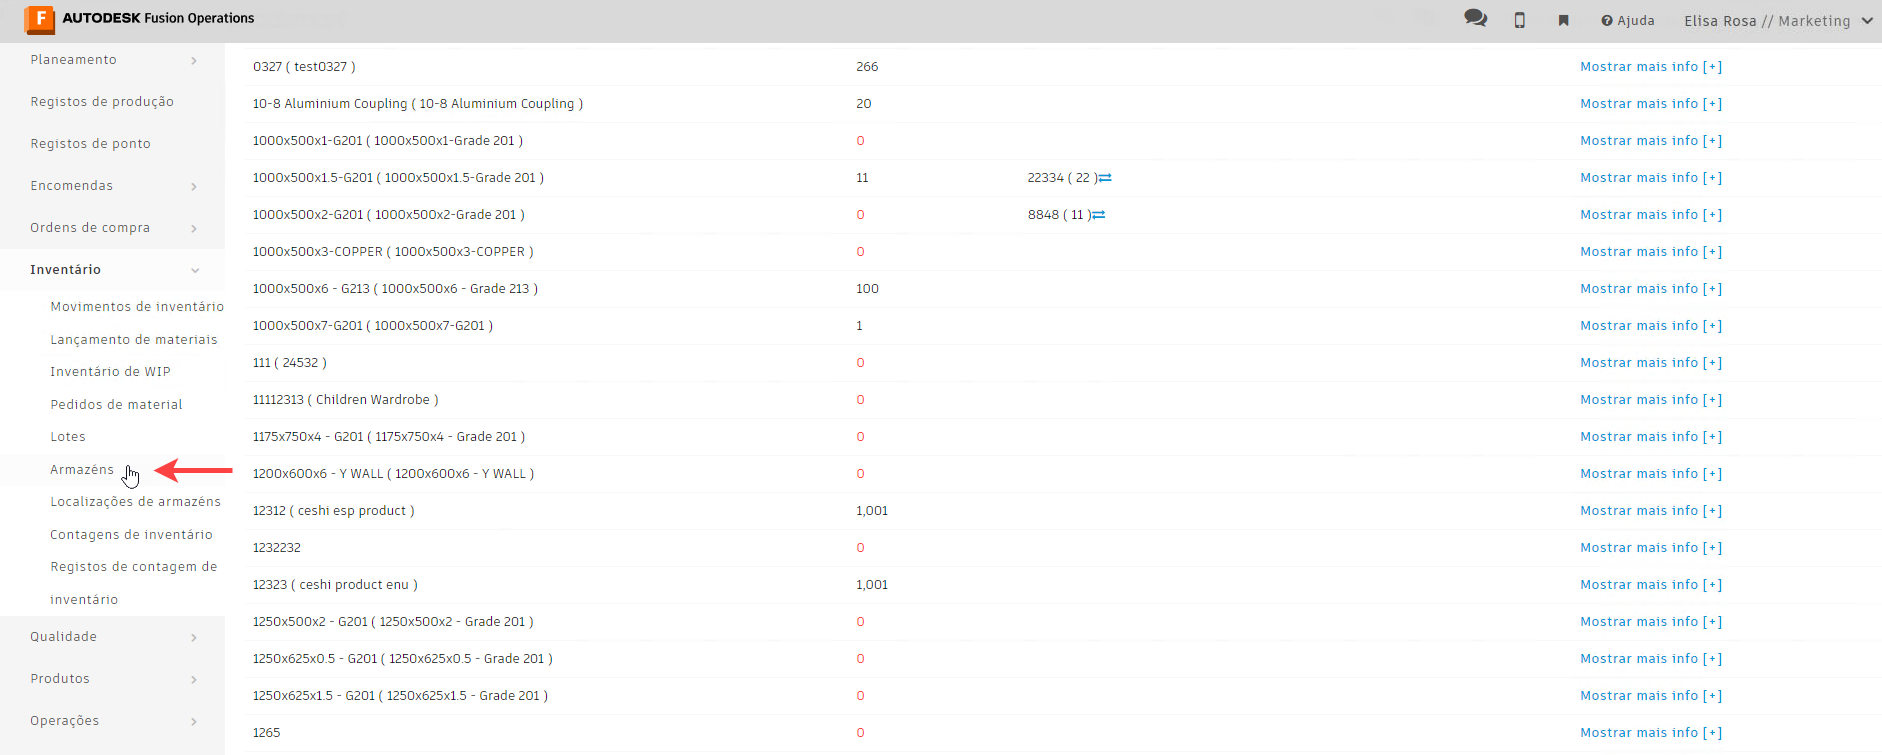 F AUTODESK Fusion Operations
Ajuda
Elisa Rosa // Marketing
Planeamento
Registos de produção
Registos de ponto
Encomendas
Ordens de compra
Inventário
Movimentos de inventário
Lançamento de materiais
Inventário de WIP
Pedidos de material
Lotes
Armazéns
Localizações de armazéns
Contagens de inventário
Registos de contagem de
inventário
Qualidade
Produtos
Operações
0327 ( test0327 ) 266 Mostrar mais info [+]
10-8 Aluminium Coupling ( 10-8 Aluminium Coupling ) 20 Mostrar mais info [+]
1000x500x1-G201 ( 1000x500x1-Grade 201 ) 0 Mostrar mais info [+]
1000x500x1.5-G201 ( 1000x500x1.5-Grade 201 ) 11 22334 ( 22 ) Mostrar mais info [+]
1000x500x2-G201 ( 1000x500x2-Grade 201 ) 0 8848 ( 11 ) Mostrar mais info [+]
1000x500x3-COPPER ( 1000x500x3-COPPER ) 0 Mostrar mais info [+]
1000x500x6 - G213 ( 1000x500x6 - Grade 213 ) 100 Mostrar mais info [+]
1000x500x7-G201 ( 1000x500x7-G201 ) 1 Mostrar mais info [+]
111 ( 24532 ) 0 Mostrar mais info [+]
11112313 ( Children Wardrobe ) 0 Mostrar mais info [+]
1175x750x4 - G201 ( 1175x750x4 - Grade 201 ) 0 Mostrar mais info [+]
1200x600x6 - Y WALL ( 1200x600x6 - Y WALL ) 0 Mostrar mais info [+]
12312 ( ceshi esp product ) 1,001 Mostrar mais info [+]
1232232 0 Mostrar mais info [+]
12323 ( ceshi product enu ) 1,001 Mostrar mais info [+]
1250x500x2 - G201 ( 1250x500x2 - Grade 201 ) 0 Mostrar mais info [+]
1250x625x0.5 - G201 ( 1250x625x0.5 - Grade 201 ) 0 Mostrar mais info [+]
1250x625x1.5 - G201 ( 1250x625x1.5 - Grade 201 ) 0 Mostrar mais info [+]
1265 0 Mostrar mais info [+]